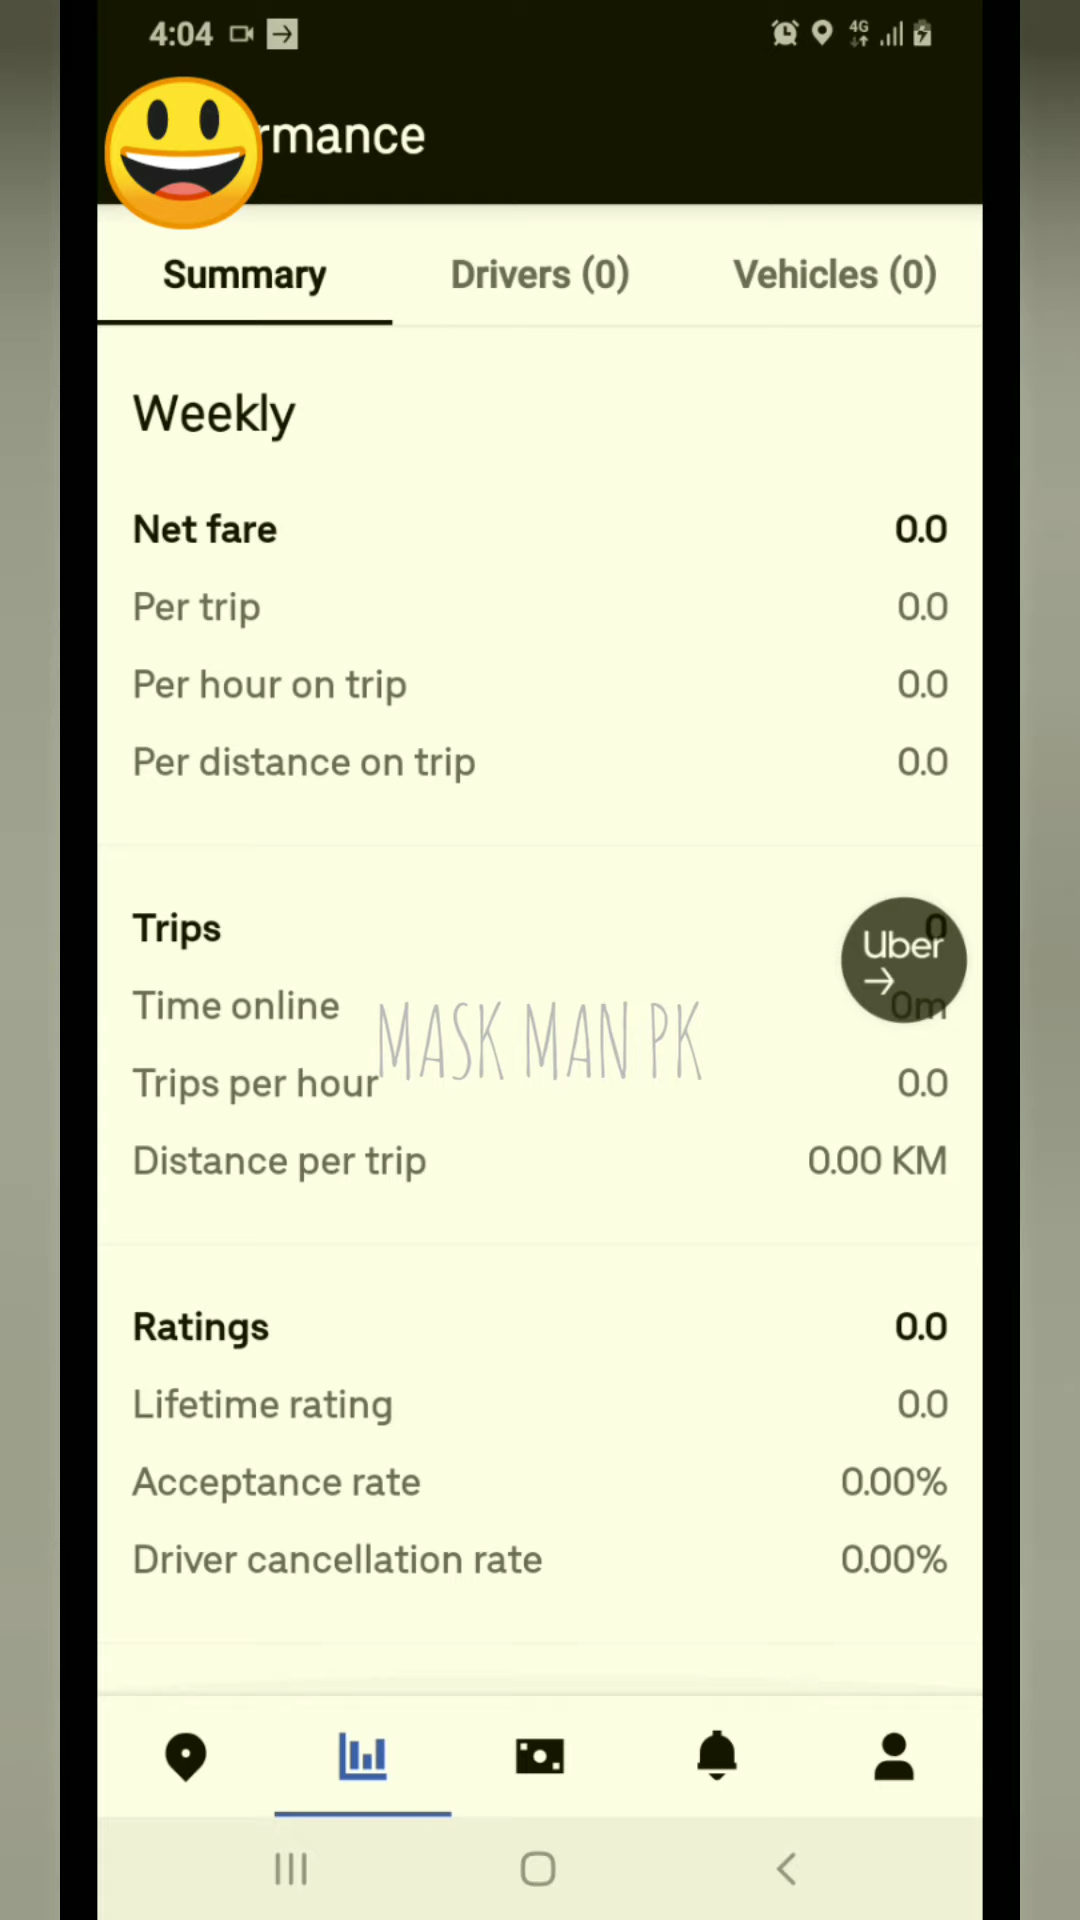 4:04
4G
rmance
Summary Drivers (0) Vehicles (0)
Weekly
Net fare 0.0
Per trip 0.0
Per hour on trip 0.0
Per distance on trip 0.0
Trips 0
Uber
Time online 0m
MASK MAN PK
Trips per hour 0.0
Distance per trip 0.00 KM
Ratings 0.0
Lifetime rating 0.0
Acceptance rate 0.00%
Driver cancellation rate 0.00%